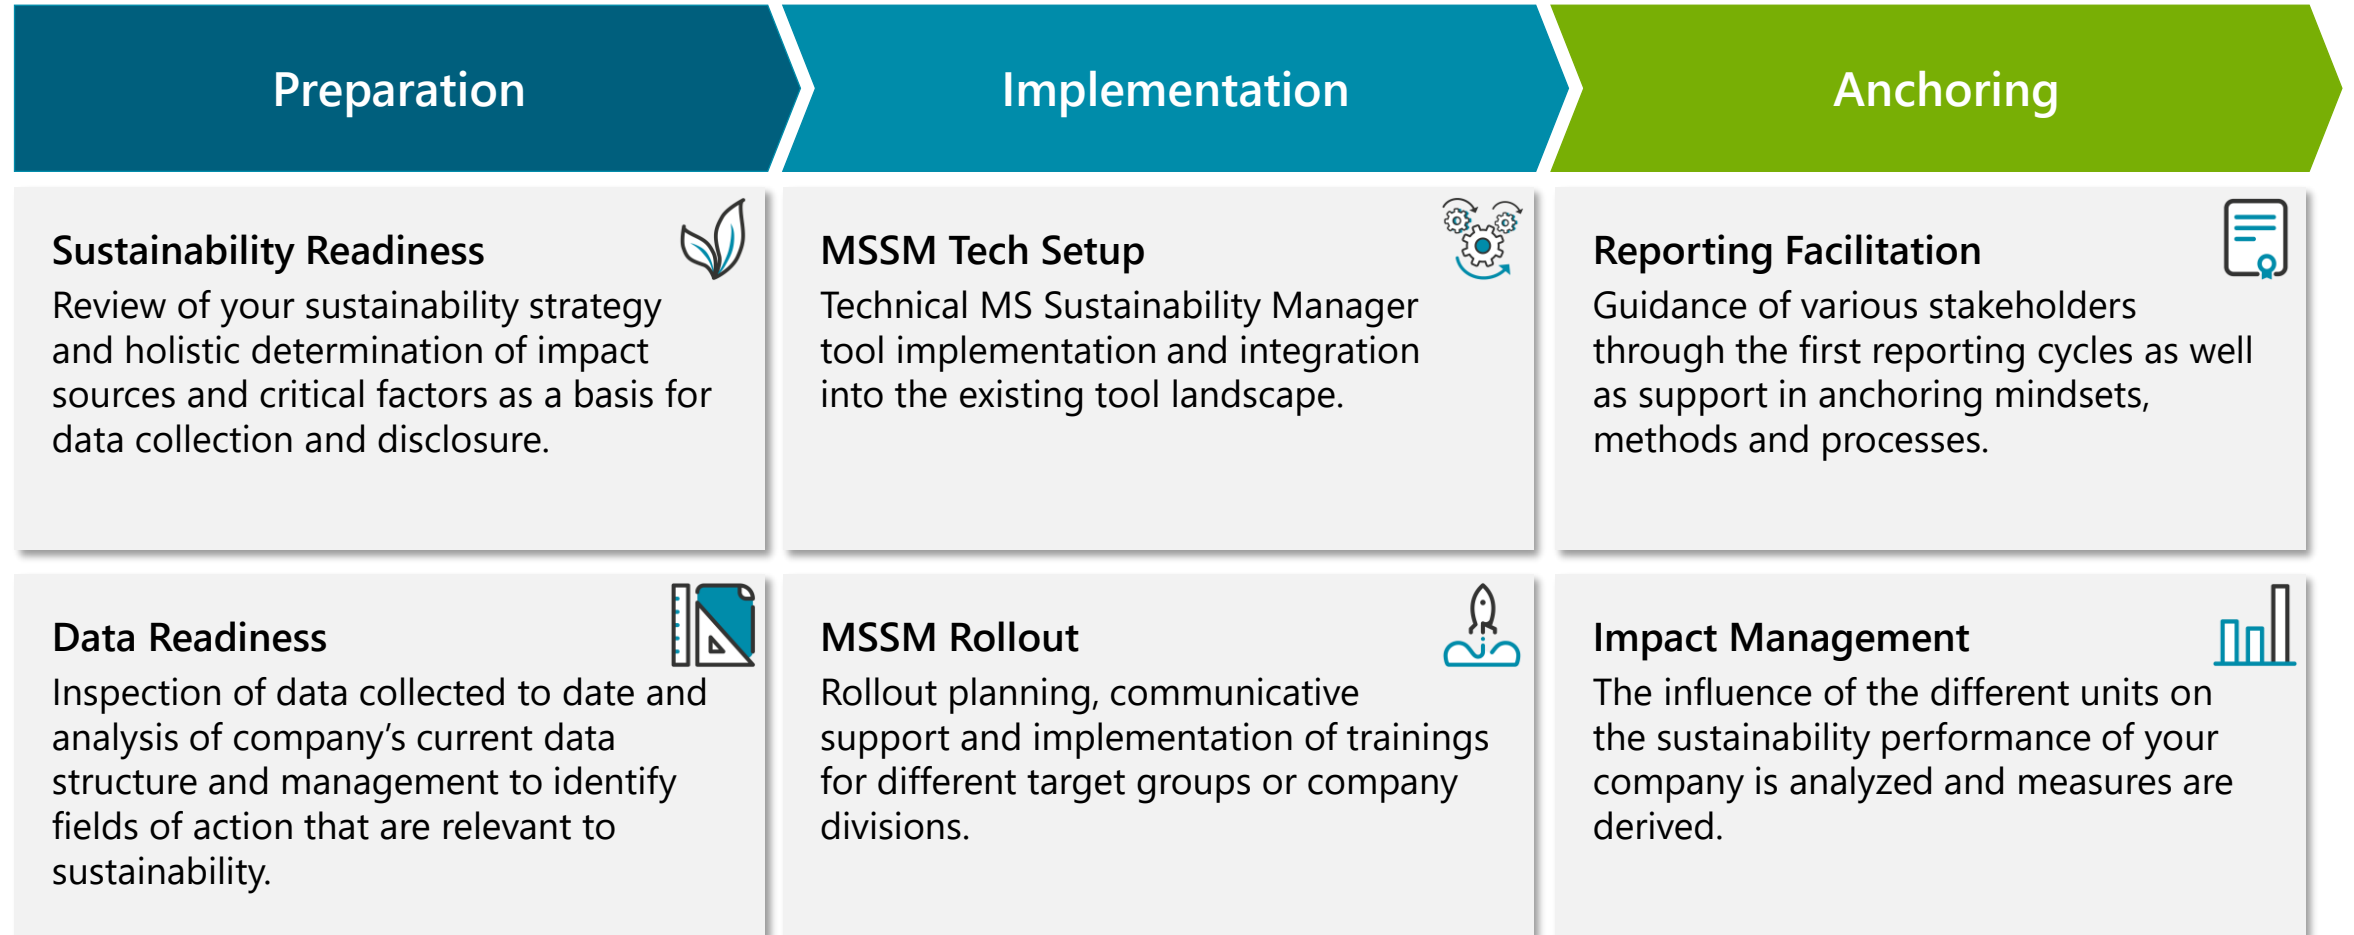 Preparation
Implementation
Anchoring
Sustainability Readiness
Review of your sustainability strategy
and holistic determination of impact
sources and critical factors as a basis for
data collection and disclosure.
MSSM Tech Setup
Technical MS Sustainability Manager
tool implementation and integration
into the existing tool landscape.
Reporting Facilitation
Guidance of various stakeholders
through the first reporting cycles as well
as support in anchoring mindsets,
methods and processes.
Data Readiness
Inspection of data collected to date and
analysis of company’s current data
structure and management to identify
fields of action that are relevant to
sustainability.
MSSM Rollout
Rollout planning, communicative
support and implementation of trainings
for different target groups or company
divisions.
Impact Management
The influence of the different units on
the sustainability performance of your
company is analyzed and measures are
derived.